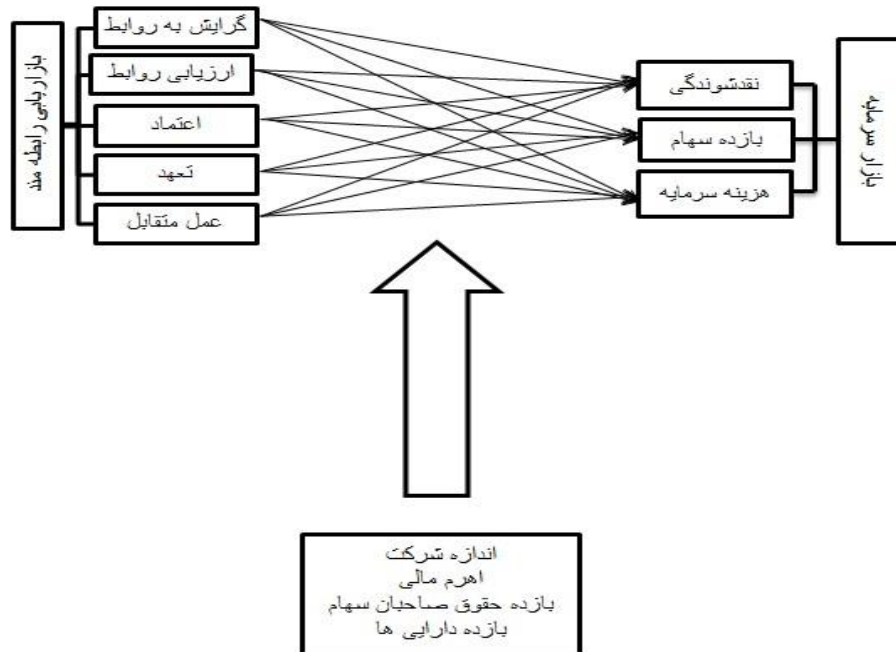 بازاریابی رابطه مند
گرایش به روابط
ارزیابی روابط
اعتماد
تعهد
عمل متقابل
نقدشوندگی
بازده سهام
هزینه سرمایه
بازار سرمایه
اندازه شرکت
اهرم مالی
بازده حقوق صاحبان سهام
بازده دارایی ها